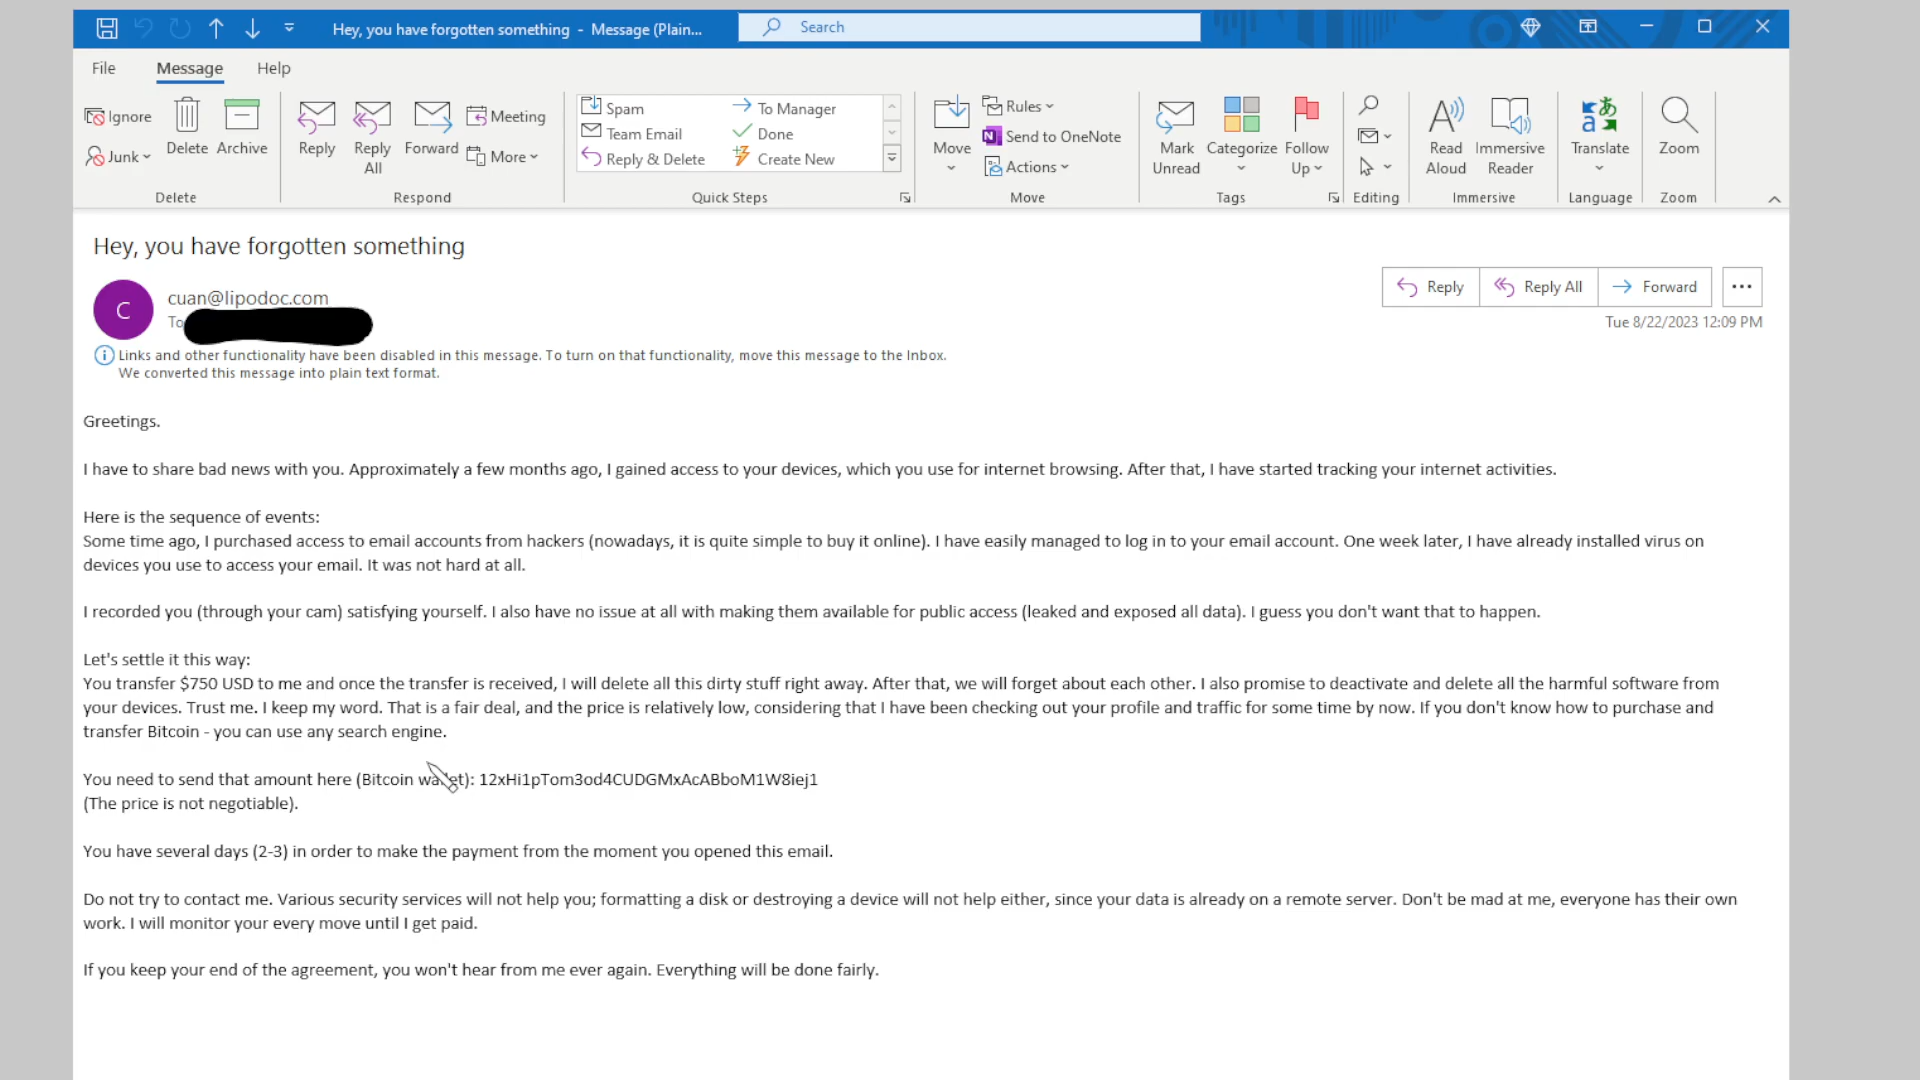 Hey, you have forgotten something - Message (Plain...
Search
File Message Help
Ignore
Junk
Delete
Archive
Reply
Reply All
Forward
Meeting
More
Spam
To Manager
Team Email
Done
Reply & Delete
Create New
Move
Rules
Send to OneNote
Actions
Mark Unread
Categorize
Follow Up
Read Aloud
Immersive Reader
Translate
Zoom
Delete Respond Quick Steps Move Tags Editing Immersive Language Zoom
Hey, you have forgotten something
C
cuan@lipodoc.com
To
Reply Reply All Forward
Tue 8/22/2023 12:09 PM
Links and other functionality have been disabled in this message. To turn on that functionality, move this message to the Inbox.
We converted this message into plain text format.
Greetings.
I have to share bad news with you. Approximately a few months ago, I gained access to your devices, which you use for internet browsing. After that, I have started tracking your internet activities.
Here is the sequence of events:
Some time ago, I purchased access to email accounts from hackers (nowadays, it is quite simple to buy it online). I have easily managed to log in to your email account. One week later, I have already installed virus on
devices you use to access your email. It was not hard at all.
I recorded you (through your cam) satisfying yourself. I also have no issue at all with making them available for public access (leaked and exposed all data). I guess you don't want that to happen.
Let's settle it this way:
You transfer $750 USD to me and once the transfer is received, I will delete all this dirty stuff right away. After that, we will forget about each other. I also promise to deactivate and delete all the harmful software from
your devices. Trust me. I keep my word. That is a fair deal, and the price is relatively low, considering that I have been checking out your profile and traffic for some time by now. If you don't know how to purchase and
transfer Bitcoin - you can use any search engine.
You need to send that amount here (Bitcoin wallet): 12xHi1pTom3od4CUDGMxAcABboM1W8iej1
(The price is not negotiable).
You have several days (2-3) in order to make the payment from the moment you opened this email.
Do not try to contact me. Various security services will not help you; formatting a disk or destroying a device will not help either, since your data is already on a remote server. Don't be mad at me, everyone has their own
work. I will monitor your every move until I get paid.
If you keep your end of the agreement, you won't hear from me ever again. Everything will be done fairly.